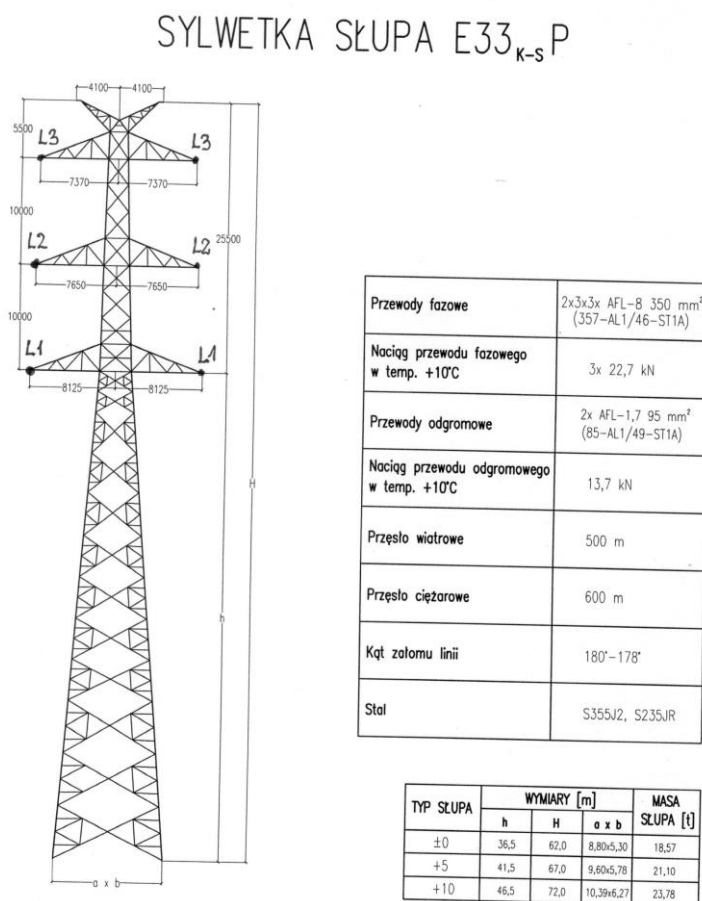 SYLWETKA SŁUPA E33K-S P
4100 4100
5500
L3 L3
7370 7370
10000
25500
L2 L2
7650 7650
10000
L1 L1
8125 8125
H
h
a x b
Przewody fazowe
2x3x3x AFL-8 350 mm²
(357-AL1/46-ST1A)
Naciąg przewodu fazowego
w temp. +10°C
3x 22,7 kN
Przewody odgromowe
2x AFL-1,7 95 mm²
(85-AL1/49-ST1A)
Naciąg przewodu odgromowego
w temp. +10°C
13,7 kN
Przęsło wiatrowe
500 m
Przęsło ciężarowe
600 m
Kąt załomu linii
180°-178°
Stal
S355J2, S235JR
TYP SŁUPA WYMIARY [m] MASA
SŁUPA [t]
h H a x b
±0 36,5 62,0 8,80x5,30 18,57
+5 41,5 67,0 9,60x5,78 21,10
+10 46,5 72,0 10,39x6,27 23,78